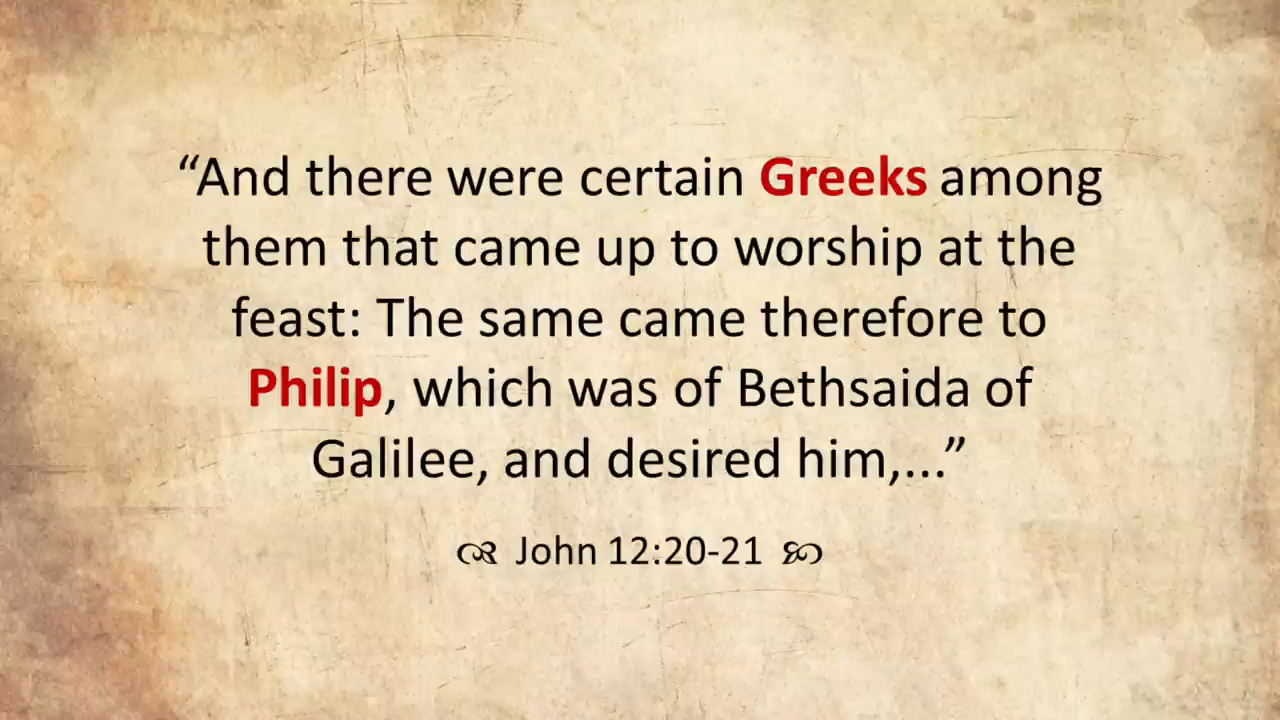 “And there were certain Greeks among
them that came up to worship at the
feast: The same came therefore to
Philip, which was of Bethsaida of
Galilee, and desired him,...”
John 12:20-21